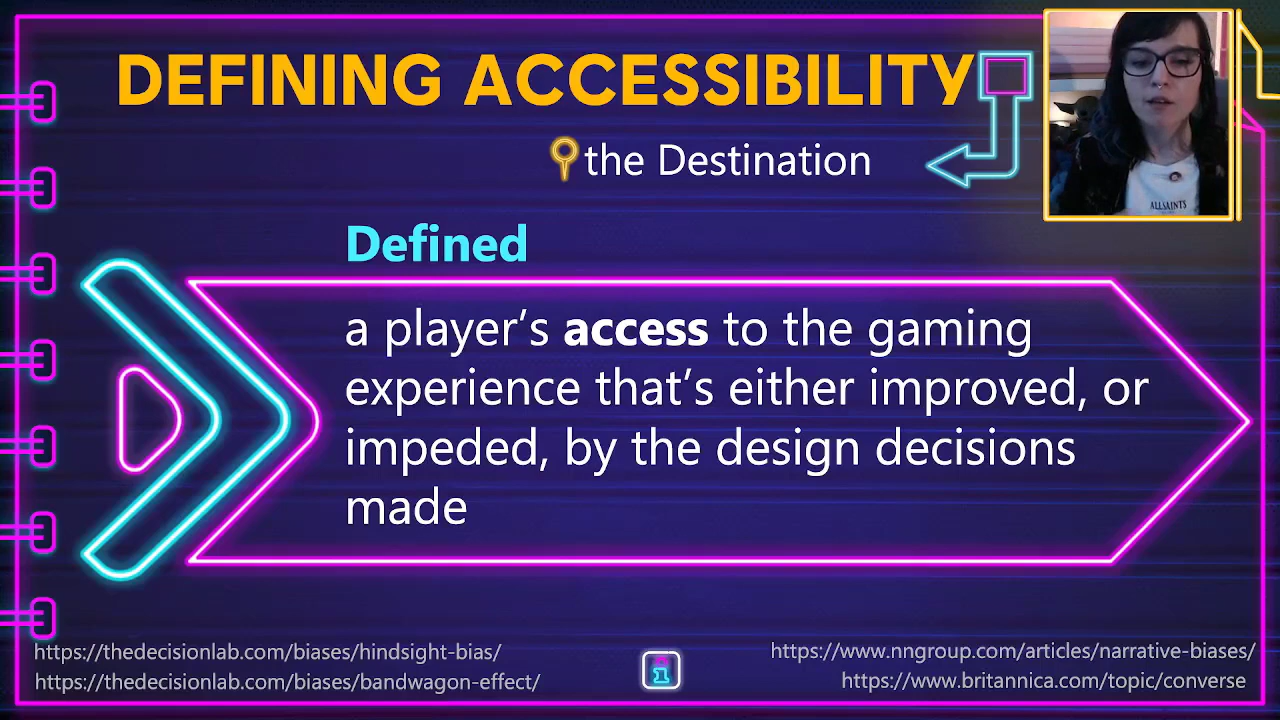 DEFINING ACCESSIBILITY
the Destination
Defined
a player's access to the gaming
experience that's either improved, or
impeded, by the design decisions
made
ALLSAINTS
https://thedecisionlab.com/biases/hindsight-bias/
https://thedecisionlab.com/biases/bandwagon-effect/
https://www.nngroup.com/articles/narrative-biases/
https://www.britannica.com/topic/converse